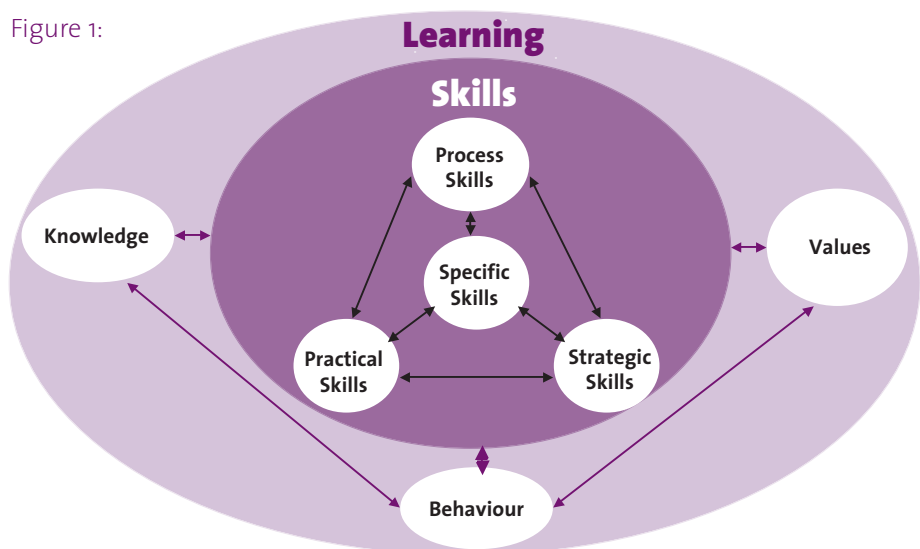 Figure 1:
Learning
Skills
Process
Skills
Knowledge
Values
Specific
Skills
Practical
Skills
Strategic
Skills
Behaviour